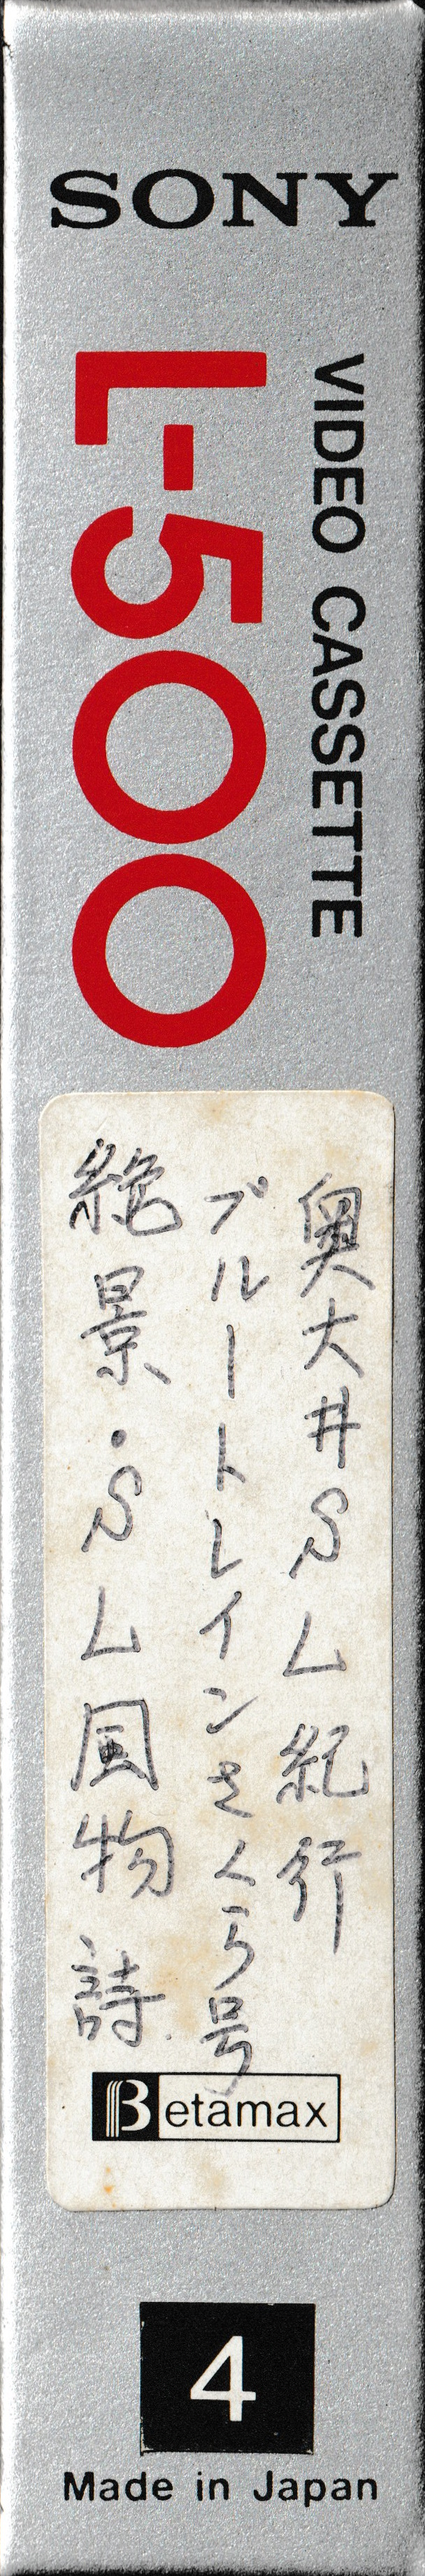 SONY
VIDEO CASSETTE
L-500
奥大井SL紀行
ブルートレインさくら号
絶景・SL風物詩
Betamax
4
Made in Japan